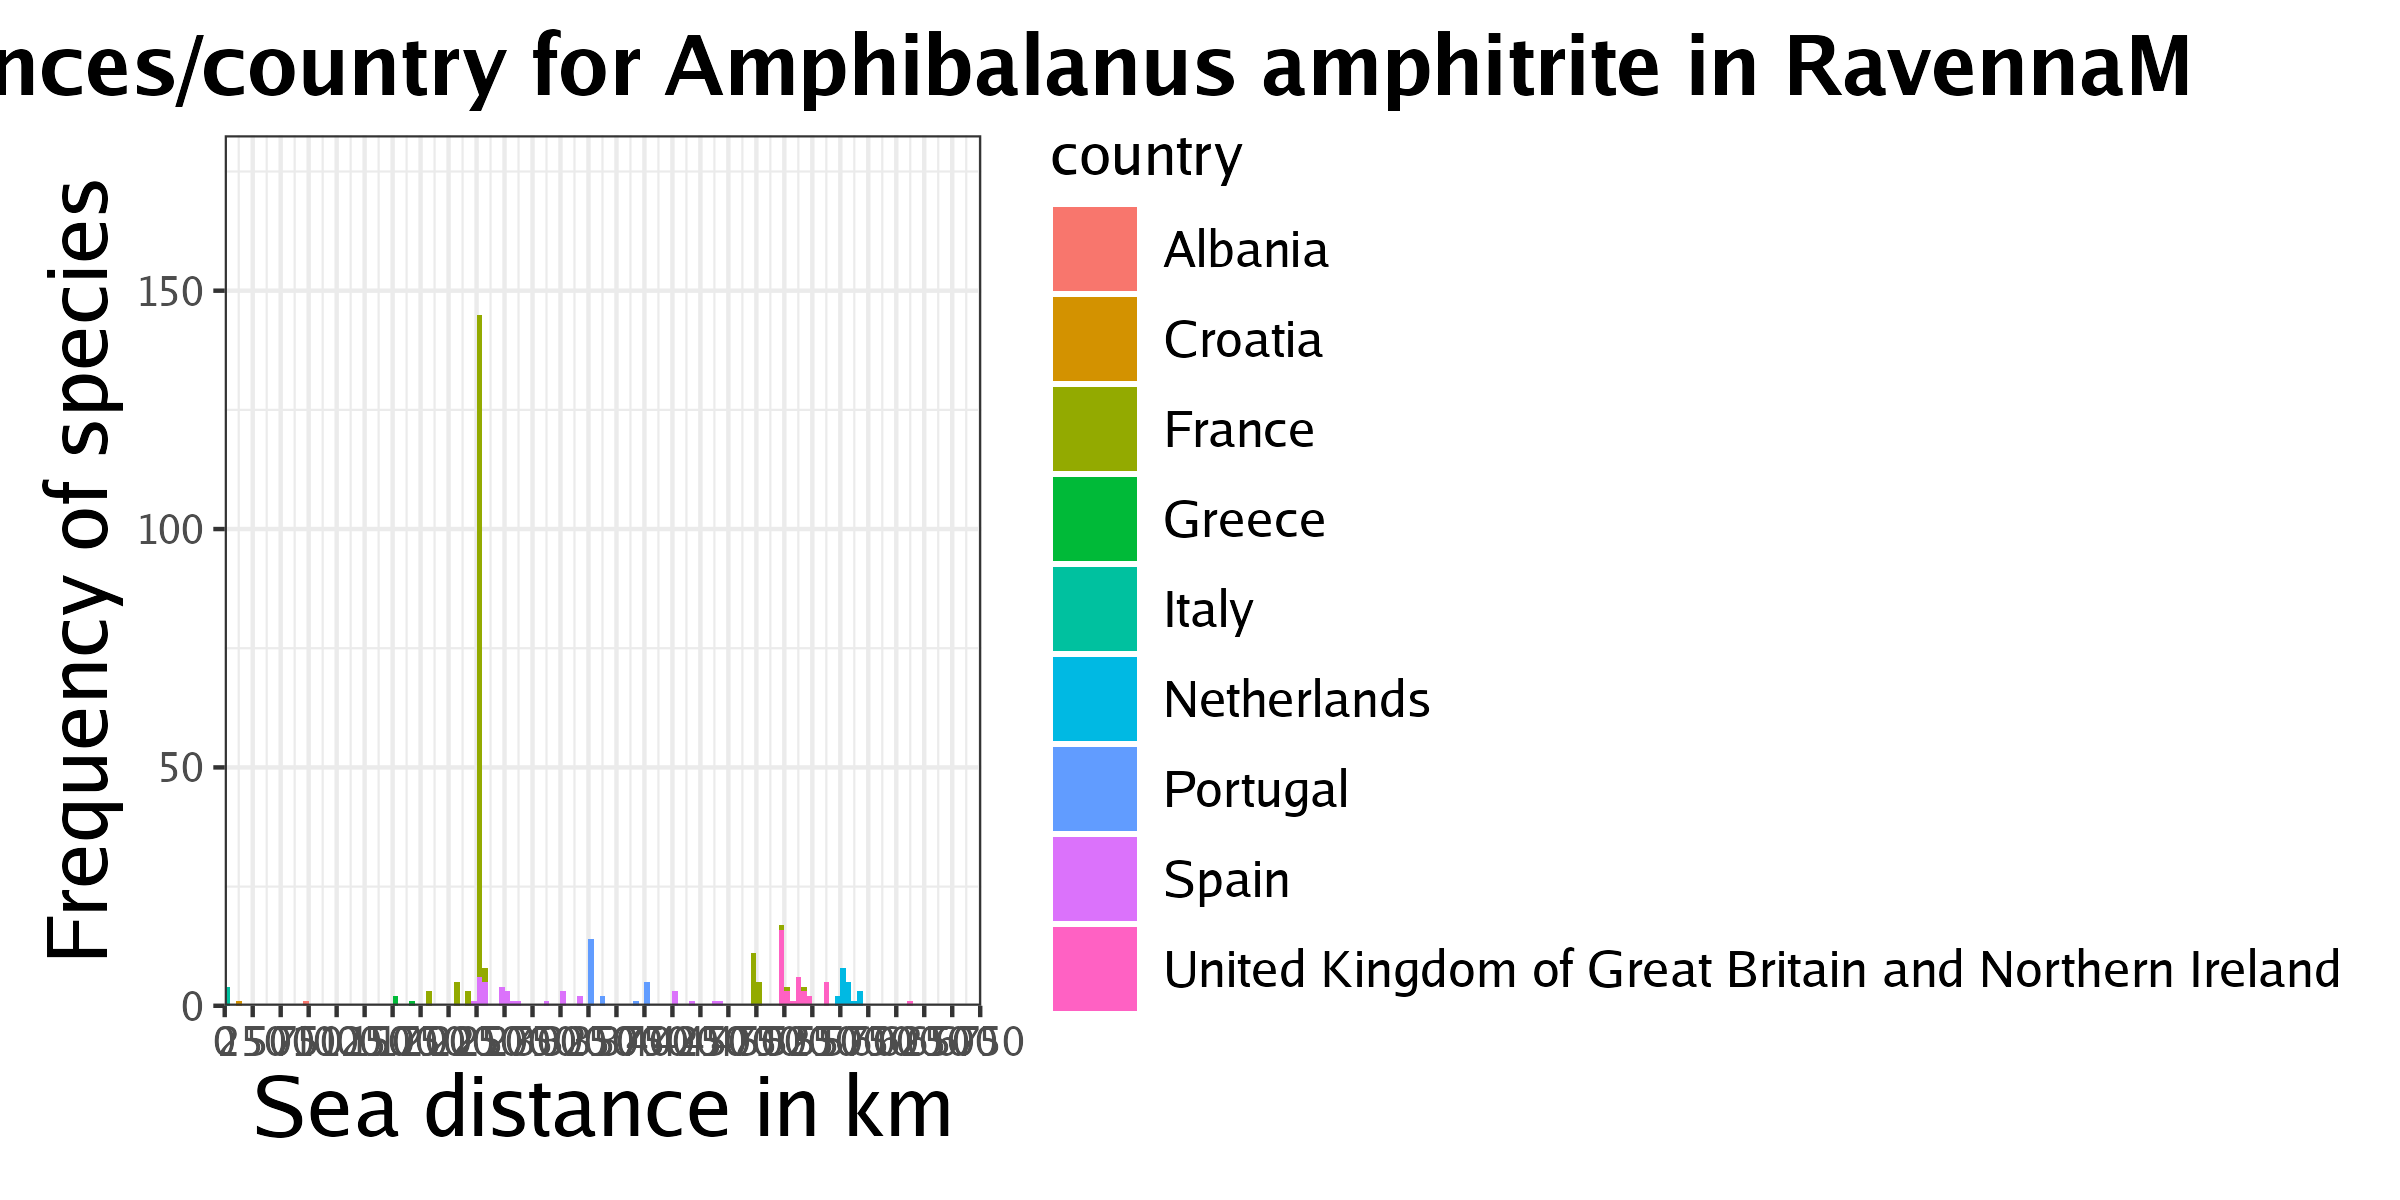 nces/country for Amphibalanus amphitrite in RavennaM
Frequency of species
150
100
50
0
Sea distance in km
country
Albania
Croatia
France
Greece
Italy
Netherlands
Portugal
Spain
United Kingdom of Great Britain and Northern Ireland